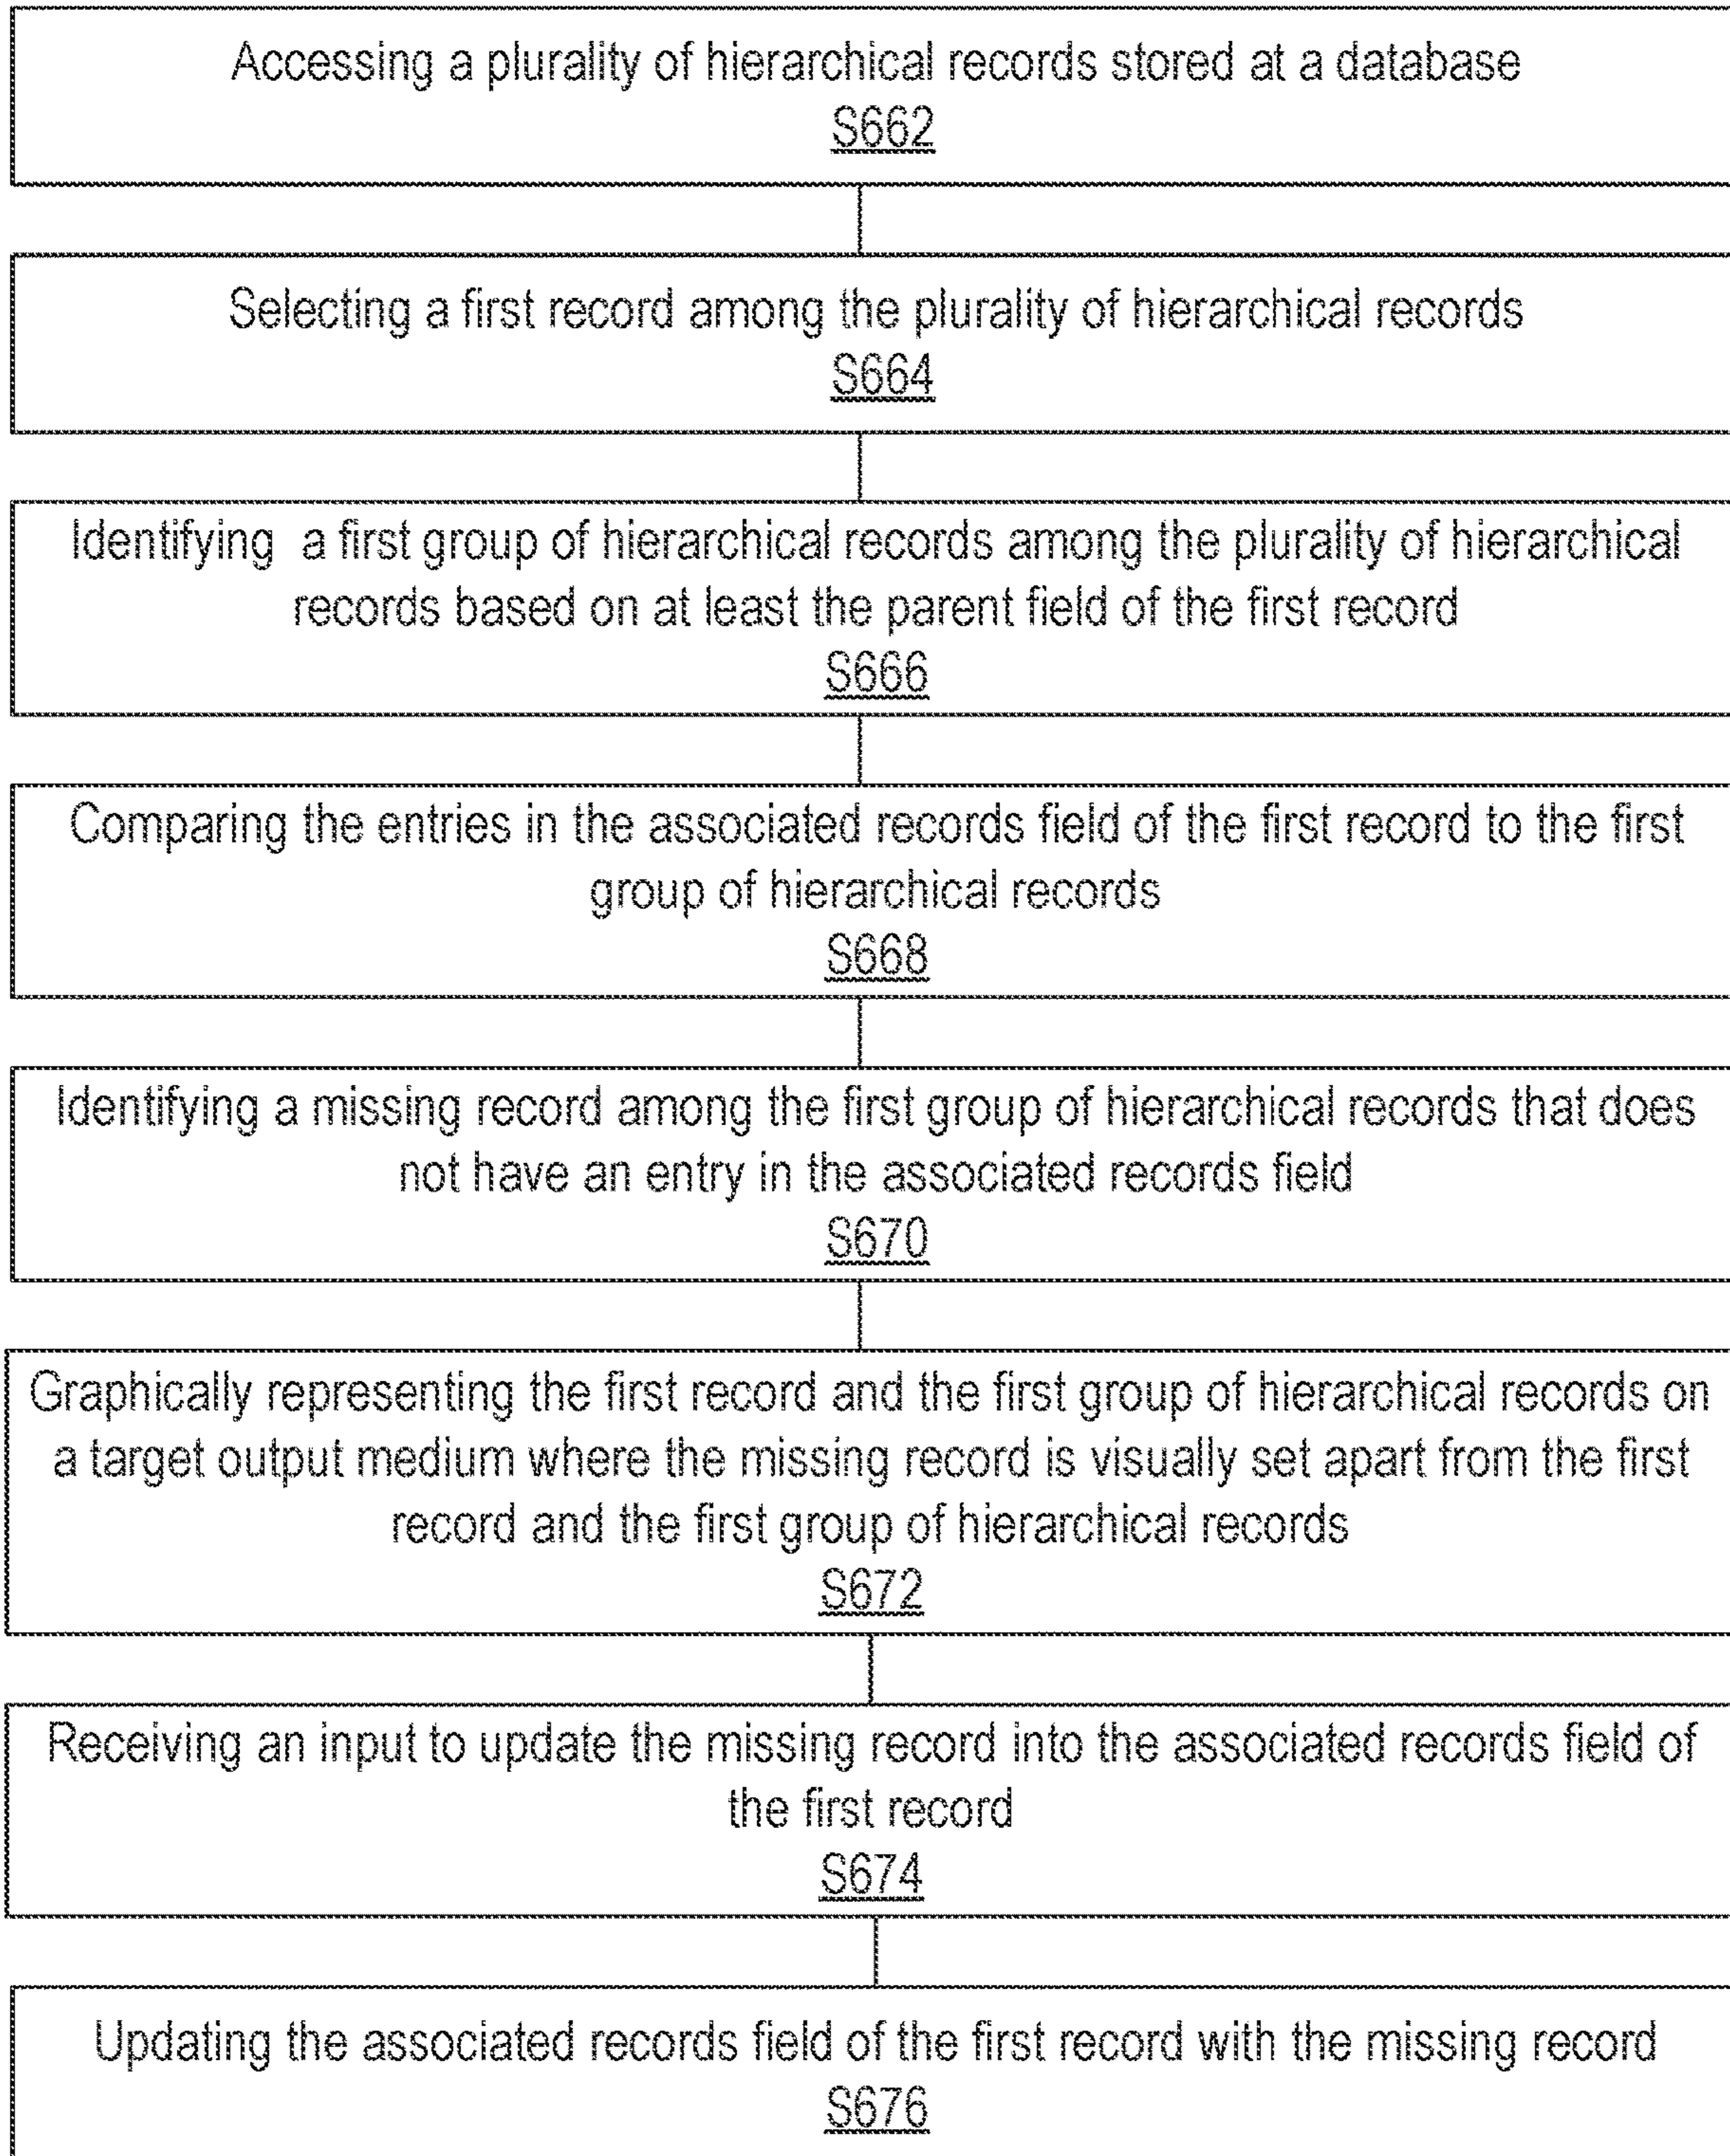 Accessing a plurality of hierarchical records stored at a database
S662
Selecting a first record among the plurality of hierarchical records
S664
Identifying a first group of hierarchical records among the plurality of hierarchical
records based on at least the parent field of the first record
S666
Comparing the entries in the associated records field of the first record to the first
group of hierarchical records
S668
Identifying a missing record among the first group of hierarchical records that does
not have an entry in the associated records field
S670
Graphically representing the first record and the first group of hierarchical records on
a target output medium where the missing record is visually set apart from the first
record and the first group of hierarchical records
S672
Receiving an input to update the missing record into the associated records field of
the first record
S674
Updating the associated records field of the first record with the missing record
S676